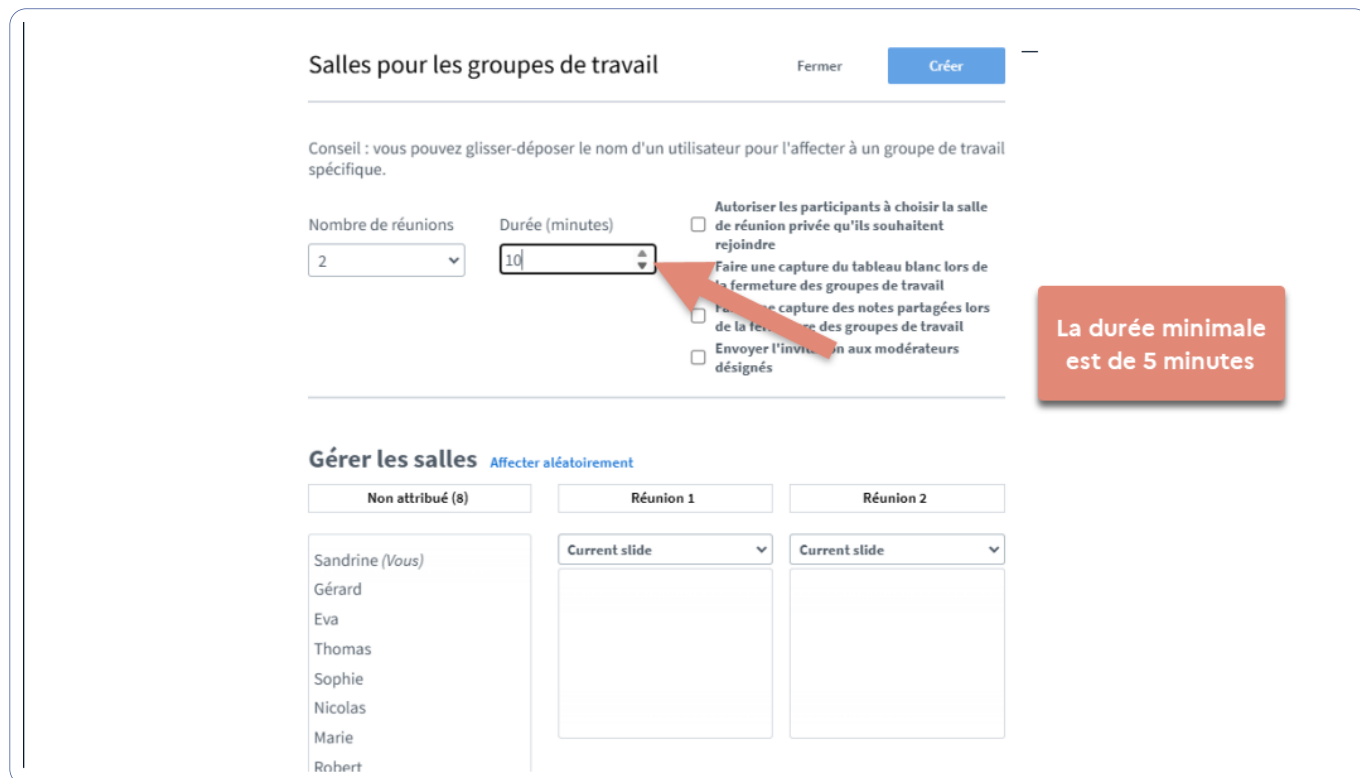 Salles pour les groupes de travail
Fermer
Créer
Conseil : vous pouvez glisser-déposer le nom d'un utilisateur pour l'affecter à un groupe de travail
spécifique.
Nombre de réunions
2
Durée (minutes)
10
Autoriser les participants à choisir la salle
de réunion privée qu'ils souhaitent
rejoindre
Faire une capture du tableau blanc lors de
la fermeture des groupes de travail
capture des notes partagées lors
de la des groupes de travail
Envoyer l'invitation aux modérateurs
désignés
La durée minimale
est de 5 minutes
Gérer les salles Affecter aléatoirement
Non attribué (8)
Réunion 1
Réunion 2
Current slide
Current slide
Sandrine (Vous)
Gérard
Eva
Thomas
Sophie
Nicolas
Marie
Robert